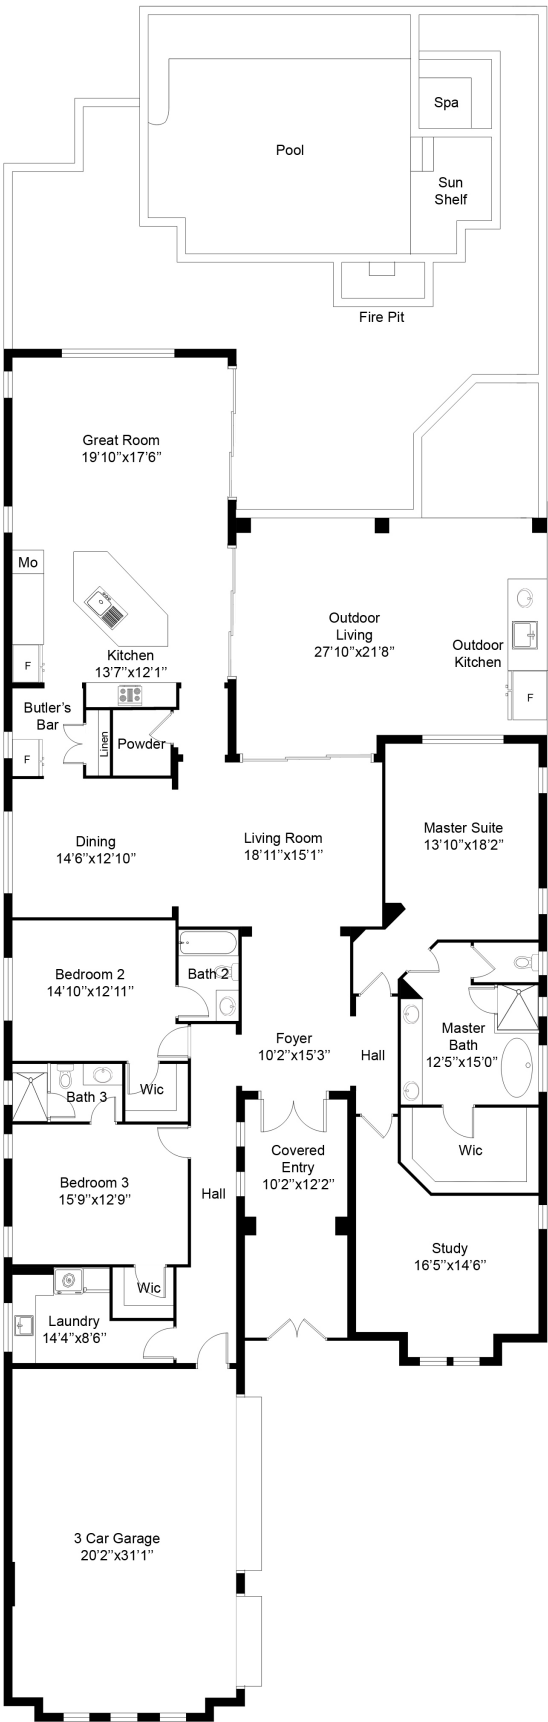 Spa
Pool
Sun
Shelf
Fire Pit
Great Room
19'10"x17'6"
Mo
Outdoor
Living
27'10"x21'8"
Outdoor
Kitchen
Kitchen
13'7"x12'1"
F
F
Butler's
Bar
Linen
Powder
F
Dining
14'6"x12'10"
Living Room
18'11"x15'1"
Master Suite
13'10"x18'2"
Bedroom 2
14'10"x12'11"
Bath 2
Foyer
10'2"x15'3"
Hall
Master
Bath
12'5"x15'0"
Wic
Bath 3
Wic
Covered
Entry
10'2"x12'2"
Bedroom 3
15'9"x12'9"
Hall
Study
16'5"x14'6"
Wic
Laundry
14'4"x8'6"
3 Car Garage
20'2"x31'1"